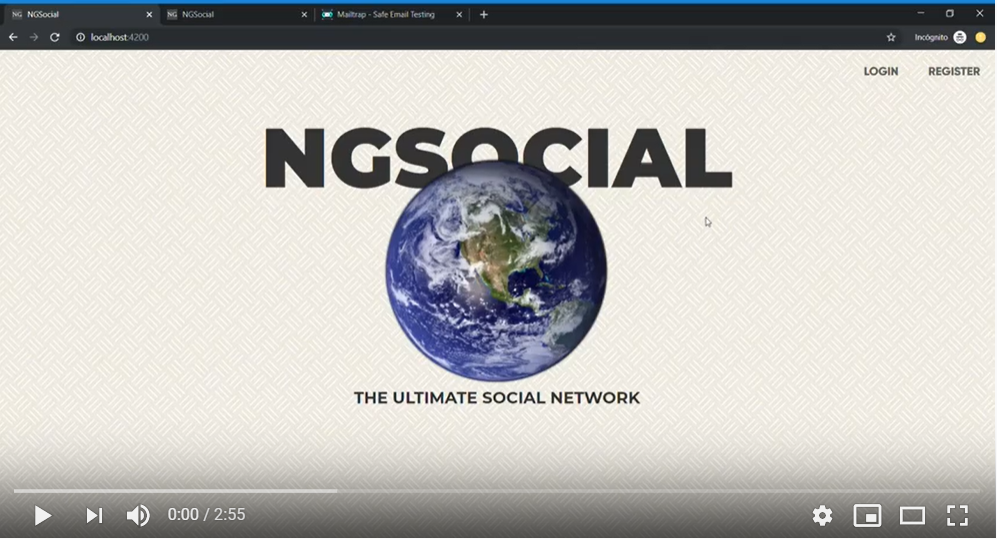 NG NGSocial
NG NGSocial
Mailtrap - Safe Email Testing
localhost:4200
Incógnito
LOGIN
REGISTER
NGSOCIAL
THE ULTIMATE SOCIAL NETWORK
0:00 / 2:55